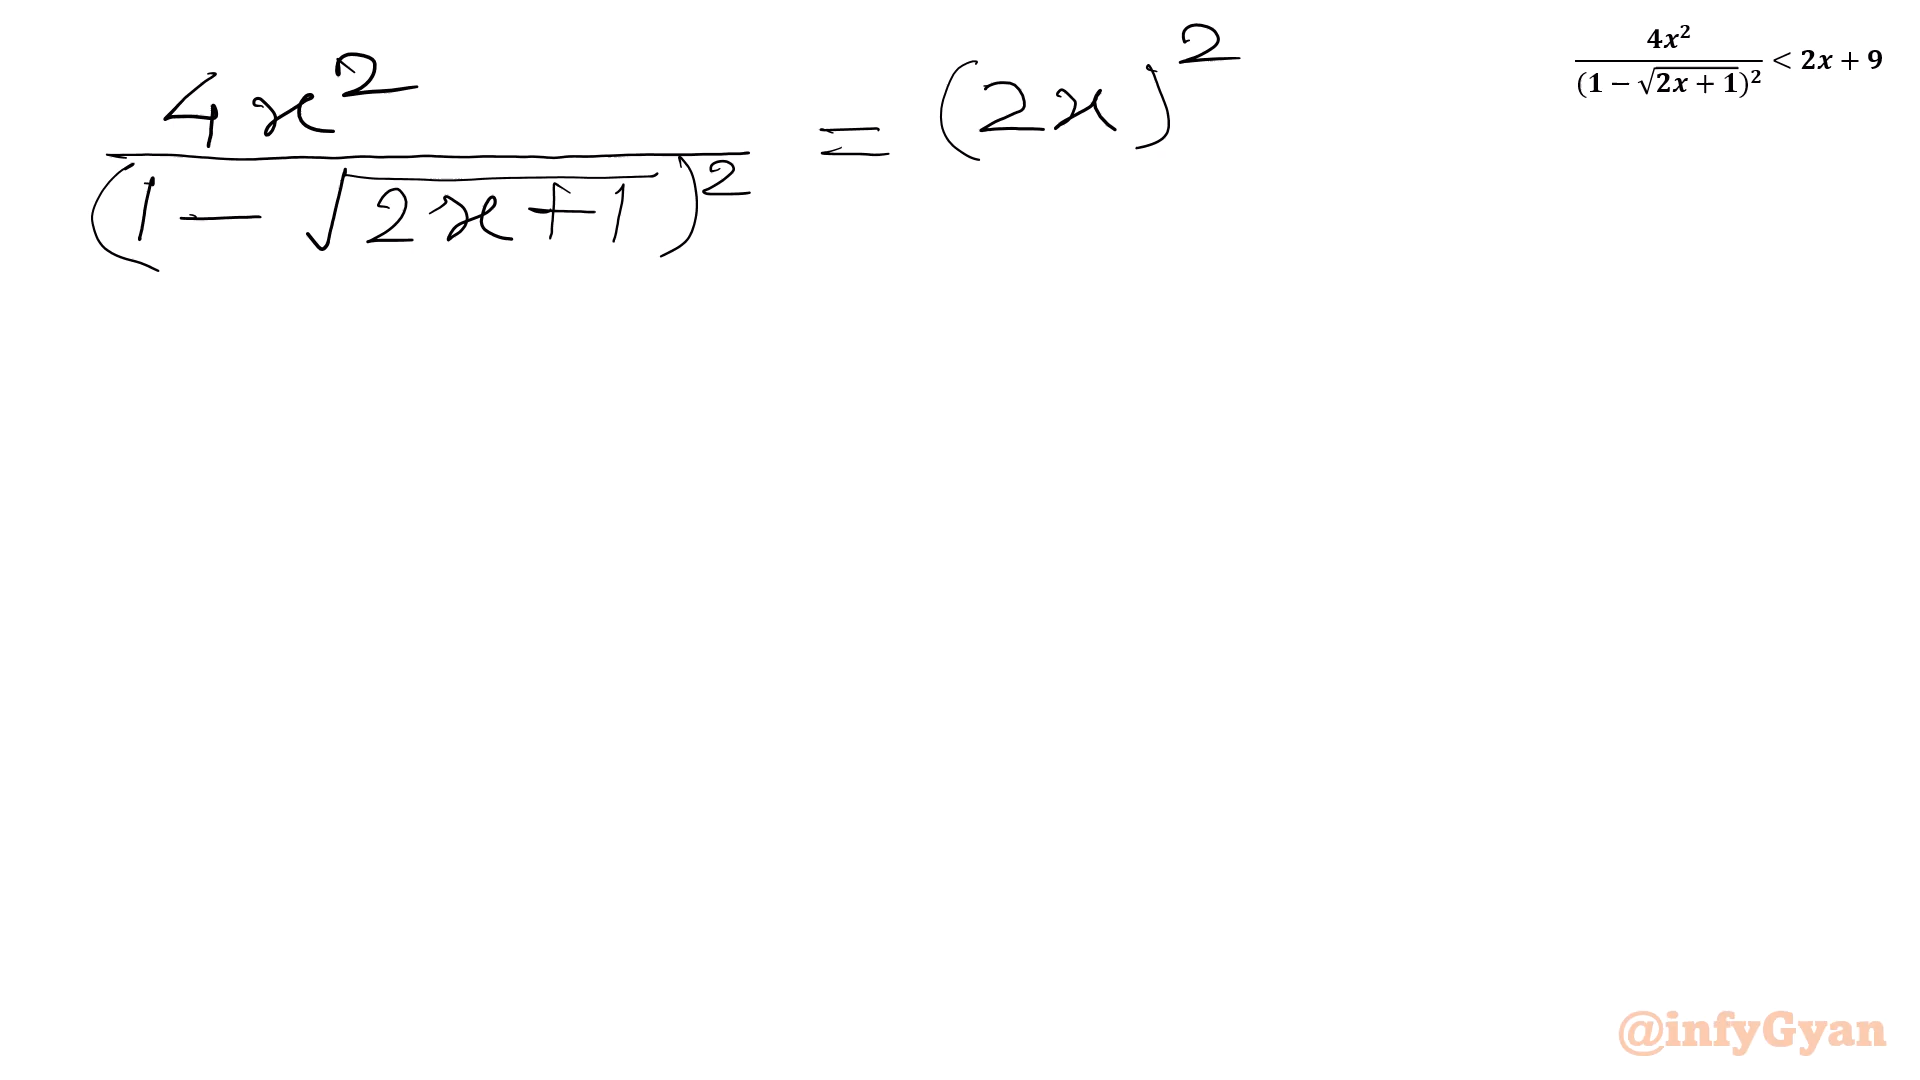 4x² / (1 − √(2x+1))² = (2x)²
4x² / (1 − √(2x + 1))² < 2x + 9
@infyGyan